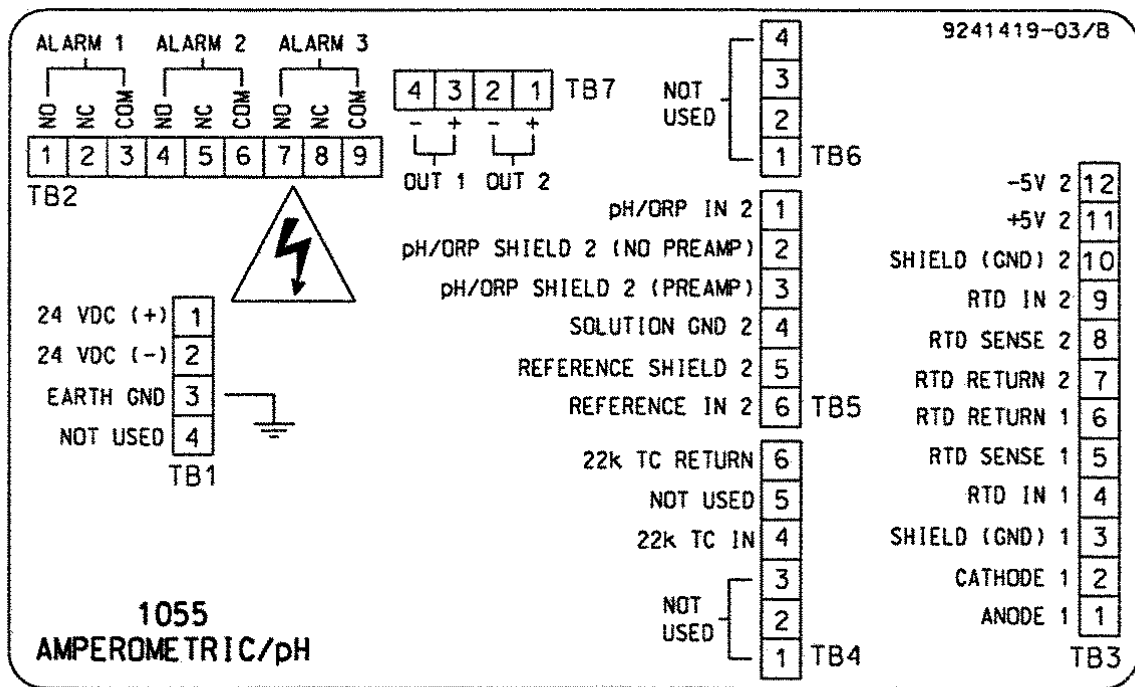 9241419-03/B
ALARM 1 ALARM 2 ALARM 3
NO NC COM NO NC COM NO NC COM
1 2 3 4 5 6 7 8 9
TB2
4 3 2 1 TB7
- + - +
OUT 1 OUT 2
NOT
USED
4
3
2
1 TB6
24 VDC (+) 1
24 VDC (-) 2
EARTH GND 3
NOT USED 4
TB1
pH/ORP IN 2 1
pH/ORP SHIELD 2 (NO PREAMP) 2
pH/ORP SHIELD 2 (PREAMP) 3
SOLUTION GND 2 4
REFERENCE SHIELD 2 5
REFERENCE IN 2 6 TB5
22k TC RETURN 6
NOT USED 5
22k TC IN 4
NOT
USED
3
2
1 TB4
-5V 2 12
+5V 2 11
SHIELD (GND) 2 10
RTD IN 2 9
RTD SENSE 2 8
RTD RETURN 2 7
RTD RETURN 1 6
RTD SENSE 1 5
RTD IN 1 4
SHIELD (GND) 1 3
CATHODE 1 2
ANODE 1 1
TB3
1055
AMPEROMETRIC/pH